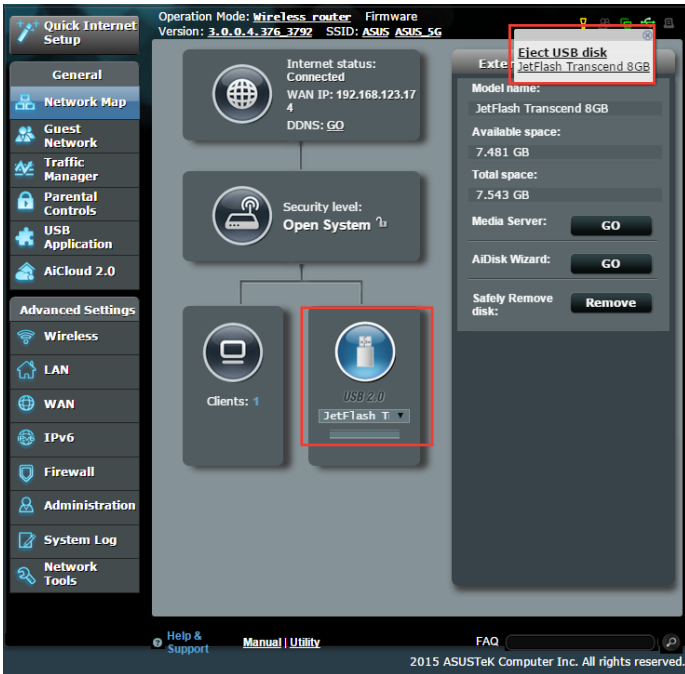 Quick Internet
Setup
Operation Mode: Wireless router Firmware
Version: 3.0.0.4.376_3792 SSID: ASUS ASUS_5G
General
Network Map
Guest
Network
Traffic
Manager
Parental
Controls
USB
Application
AiCloud 2.0
Advanced Settings
Wireless
LAN
WAN
IPv6
Firewall
Administration
System Log
Network
Tools
Internet status:
Connected
WAN IP: 192.168.123.17
4
DDNS: GO
Security level:
Open System
Clients: 1
USB 2.0
JetFlash
Eject USB disk
JetFlash Transcend 8GB
Model name:
JetFlash Transcend 8GB
Available space:
7.481 GB
Total space:
7.543 GB
Media Server: GO
AiDisk Wizard: GO
Safely Remove
disk: Remove
Help &
Support
Manual | Utility
FAQ
2015 ASUSTeK Computer Inc. All rights reserved.